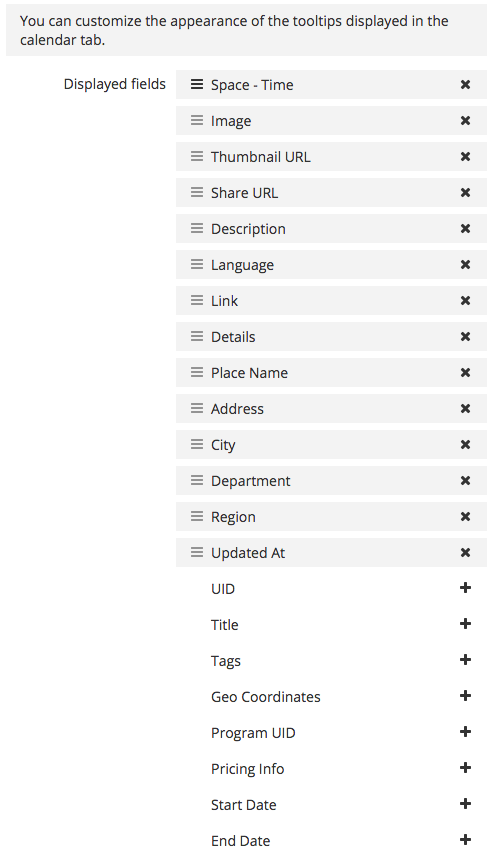 You can customize the appearance of the tooltips displayed in the
calendar tab.
Displayed fields
Space - Time
Image
Thumbnail URL
Share URL
Description
Language
Link
Details
Place Name
Address
City
Department
Region
Updated At
UID
Title
Tags
Geo Coordinates
Program UID
Pricing Info
Start Date
End Date